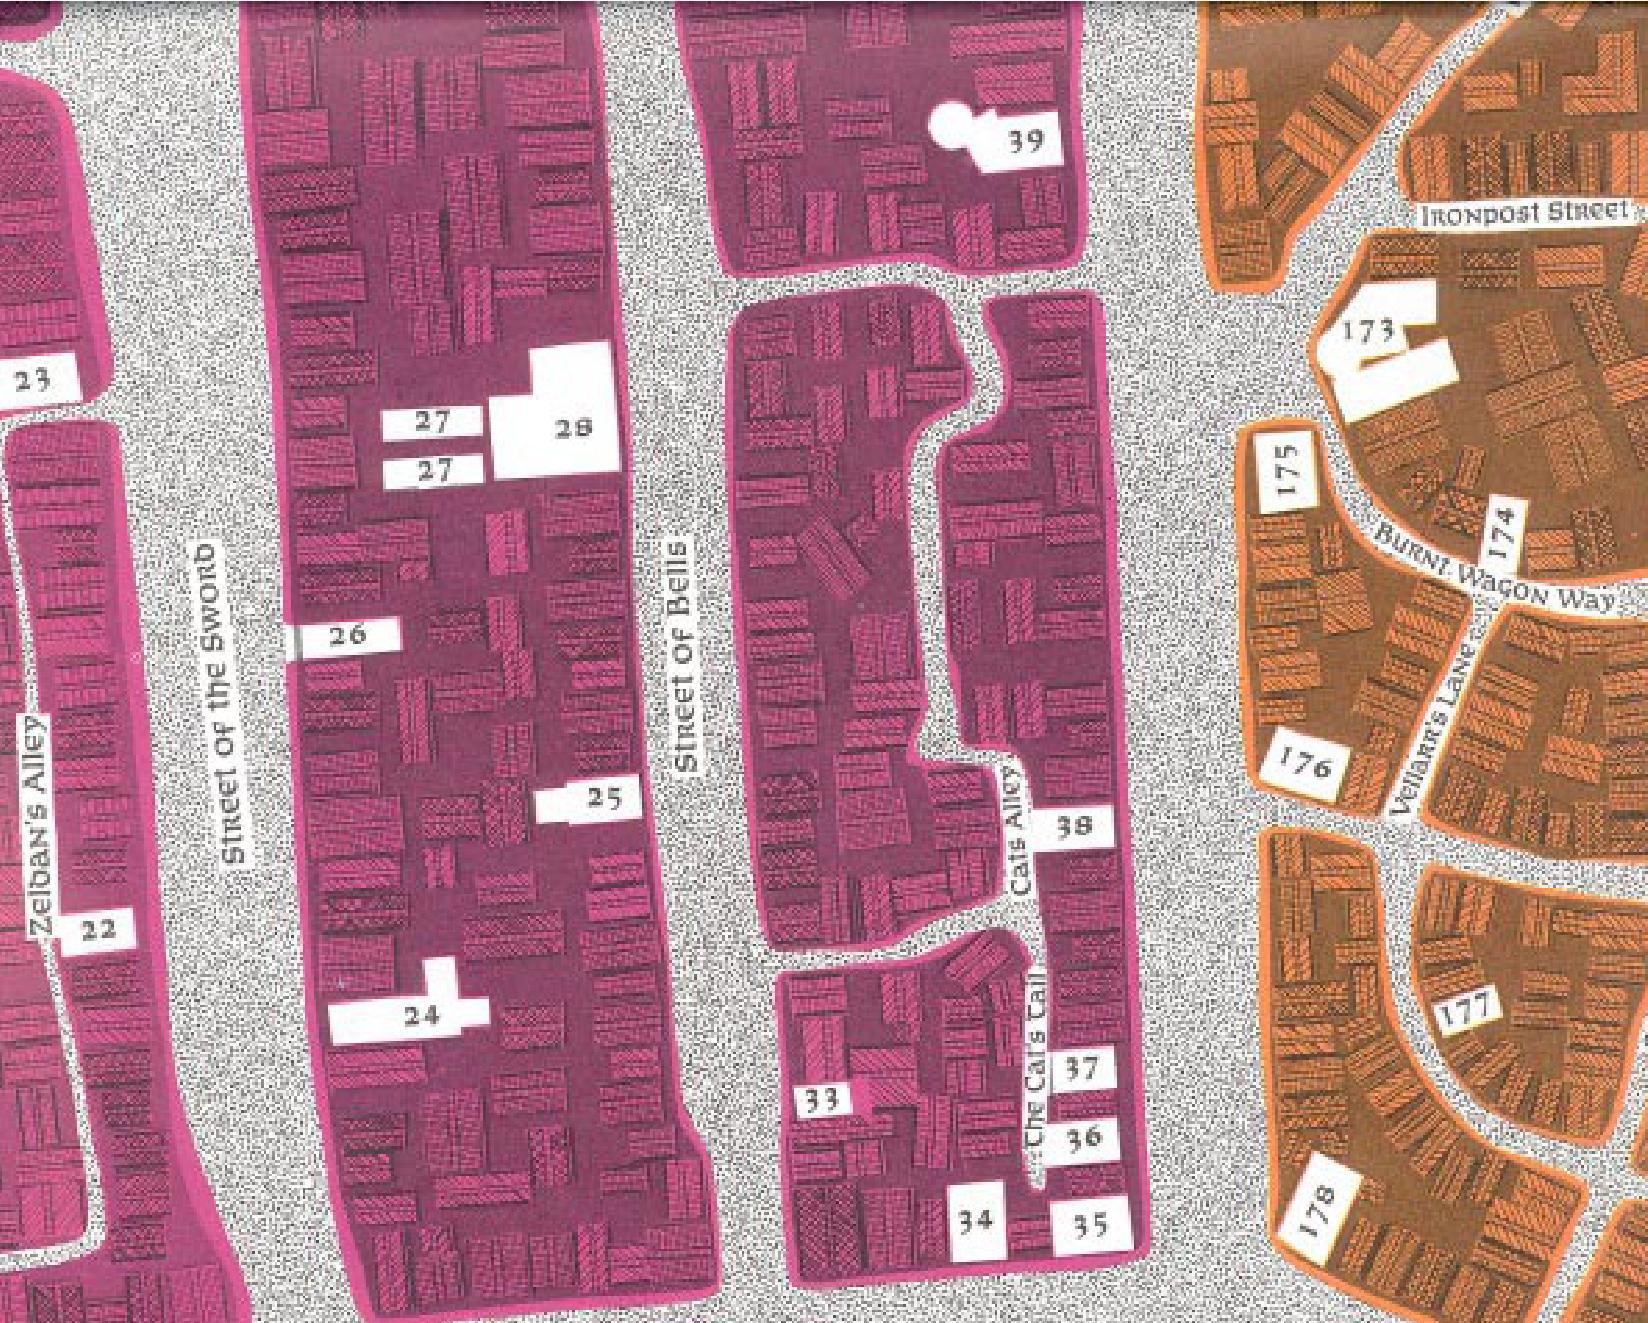 39
Ironpost Street
173
23
27
28
27
175
174
Burnt Wagon Way
26
Street of the Sword
Street of Bells
Vellarr's Lane
176
Zelban's Alley
25
Cats Alley
38
22
177
24
The Cat's Tail
37
33
36
178
34
35